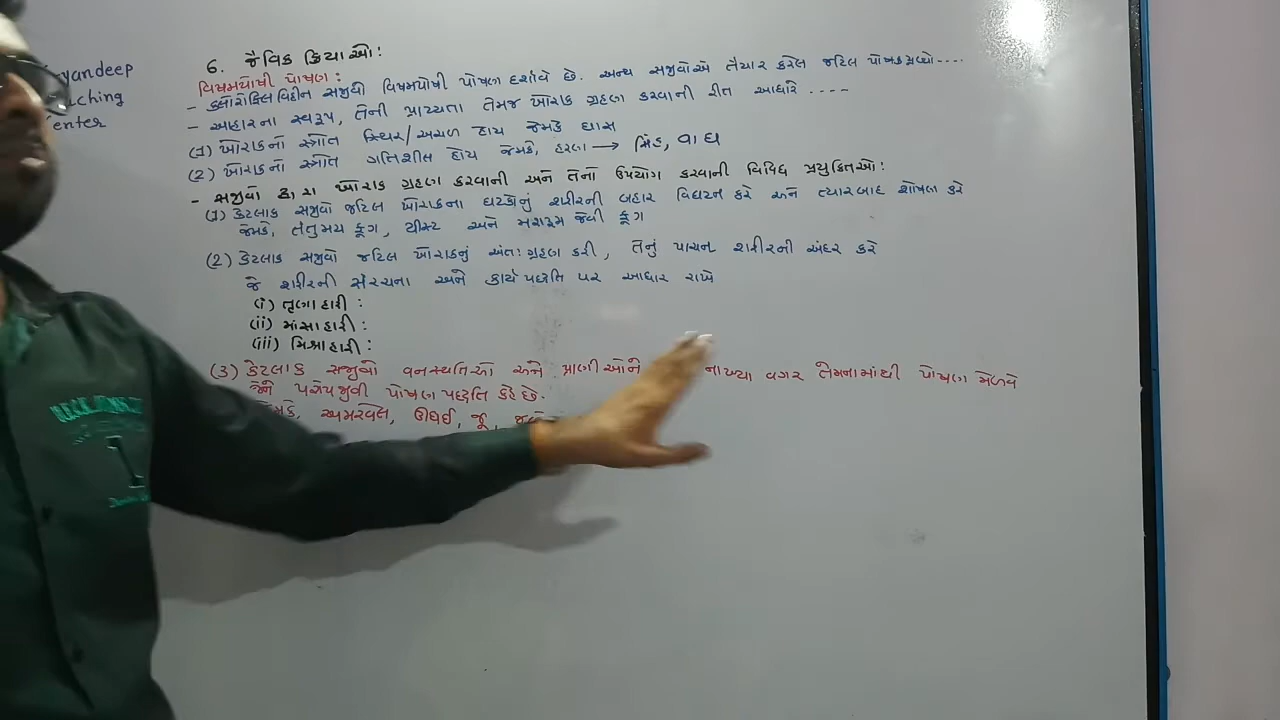 yandep
ching
enter
6. જૈવિક ક્રિયાઓ!
વિષમપોષી પોષણ :
- ક્લોરોફિલ વિહીન સજીવો વિષમપોષી પોષણ દર્શાવે છે. અન્ય સજીવોએ તૈયાર કરેલ જટિલ પોષકદ્રવ્યો....
- આહારના સ્વરૂપ, તેની પ્રાપ્યતા તેમજ ખોરાક ગ્રહણ કરવાની રીત આધારે ....
(1) ખોરાકનો સ્ત્રોત સ્થિર/અચળ હોય જેમકે ઘાસ
(2) ખોરાકનો સ્ત્રોત ગતિશીલ હોય જેમકે, હરણ → સિંહ, વાઘ
- સજીવો દ્વારા ખોરાક ગ્રહણ કરવાની અને તેનો ઉપયોગ કરવાની વિવિધ પ્રયુક્તિઓ!
(1) કેટલાક સજીવો જટિલ ખોરાકના ઘટકોનું શરીરની બહાર વિઘટન કરે અને ત્યારબાદ શોષણ કરે
જેમકે, તંતુમય ફૂગ, યીસ્ટ અને મશરૂમ જેવી ફૂગ
(2) કેટલાક સજીવો જટિલ ખોરાકનું અંતઃગ્રહણ કરી, તેનું પાચન શરીરની અંદર કરે
જે શરીરની સંરચના અને કાર્ય પદ્ધતિ પર આધાર રાખે
(i) તૃણાહારી :
(ii) માંસાહારી :
(iii) મિશ્રાહારી :
(3) કેટલાક સજીવો વનસ્પતિઓ અને પ્રાણીઓને નાખ્યા વગર તેમનામાંથી પોષણ મેળવે
જેને પરોપજીવી પોષણ પદ્ધતિ કહે છે.
અમરવેલ, ઊધઈ, જૂ,